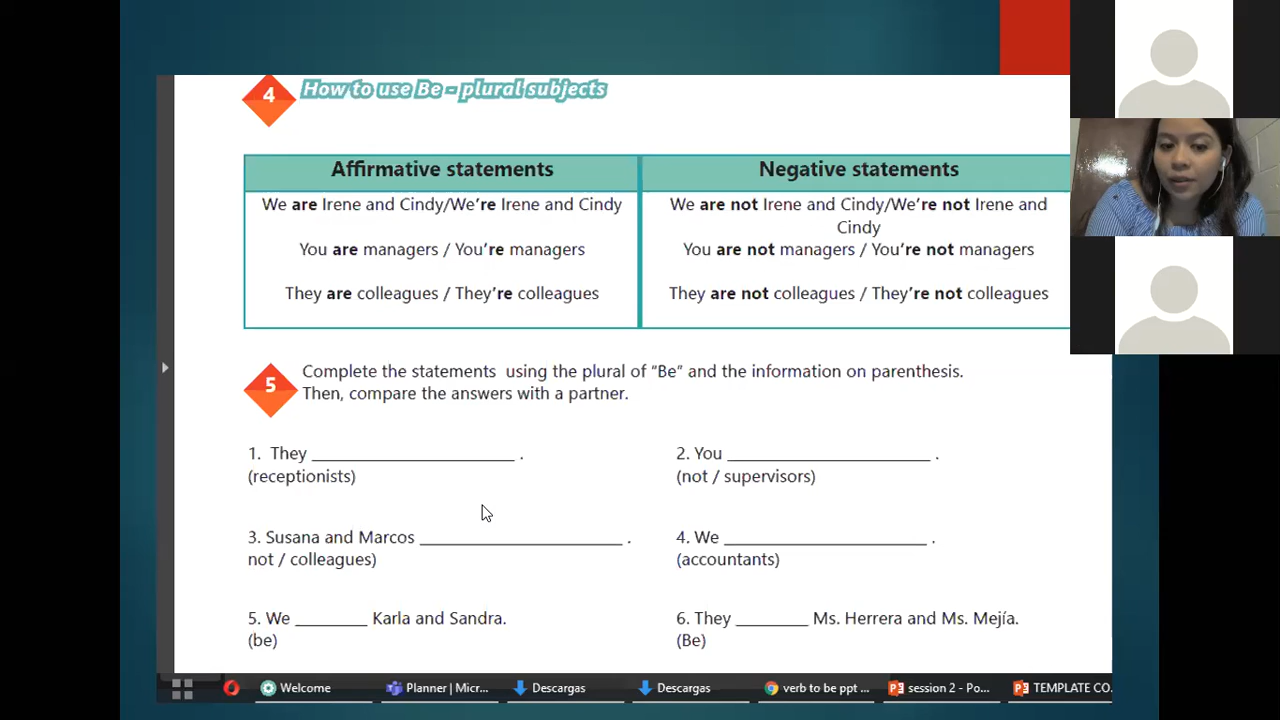 4
How to use Be - plural subjects
Affirmative statements
Negative statements
We are Irene and Cindy/We're Irene and Cindy
You are managers / You're managers
They are colleagues / They're colleagues
We are not Irene and Cindy/We're not Irene and
Cindy
You are not managers / You're not managers
They are not colleagues / They're not colleagues
5
Complete the statements using the plural of "Be" and the information on parenthesis.
Then, compare the answers with a partner.
1. They ______________________ .
(receptionists)
2. You ______________________ .
(not / supervisors)
3. Susana and Marcos ______________________ .
not / colleagues)
4. We ______________________ .
(accountants)
5. We ________ Karla and Sandra.
(be)
6. They ________ Ms. Herrera and Ms. Mejía.
(Be)
Welcome
Planner | Micr...
Descargas
Descargas
verb to be ppt ...
session 2 - Po...
TEMPLATE CO.